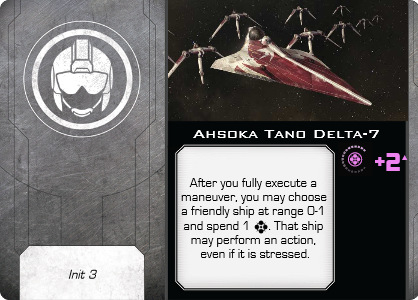 AHSOKA TANO DELTA-7
+2
After you fully execute a
maneuver, you may choose
a friendly ship at range 0-1
and spend 1 . That ship
may perform an action,
even if it is stressed.
Init 3